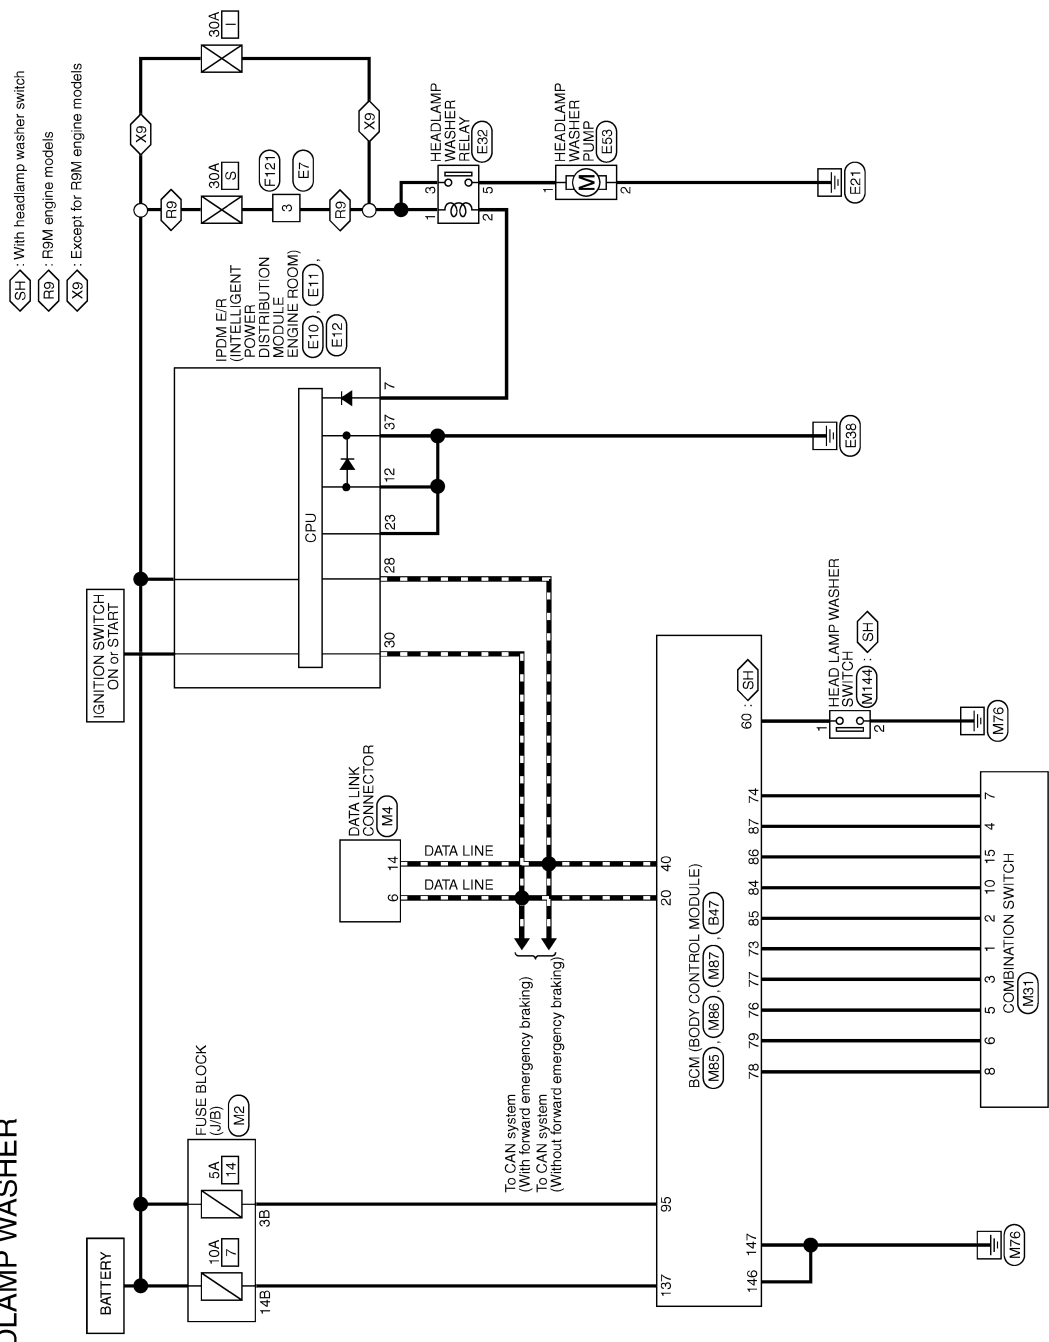 DLAMP WASHER
SH : With headlamp washer switch
R9 : R9M engine models
X9 : Except for R9M engine models
BATTERY
IGNITION SWITCH
ON or START
X9
30A
I
R9
30A
S
F121
3
E7
R9
X9
FUSE BLOCK
(J/B)
M2
10A
7
5A
14
14B
3B
IPDM E/R
(INTELLIGENT
POWER
DISTRIBUTION
MODULE
ENGINE ROOM)
E10 , E11 ,
E12
CPU
30
28
23
12
37
7
HEADLAMP
WASHER
RELAY
E32
1
3
2
5
HEADLAMP
WASHER
PUMP
E53
1
M
2
E21
E38
DATA LINK
CONNECTOR
M4
6
14
DATA LINE
DATA LINE
To CAN system
(With forward emergency braking)
To CAN system
(Without forward emergency braking)
137
95
20
40
BCM (BODY CONTROL MODULE)
M85 , M86 , M87 , B47
146
147
78
79
76
77
73
85
84
86
87
74
60 : SH
HEAD LAMP WASHER
SWITCH
M144 : SH
1
2
M76
M76
8
6
5
3
1
2
10
15
4
7
COMBINATION SWITCH
M31